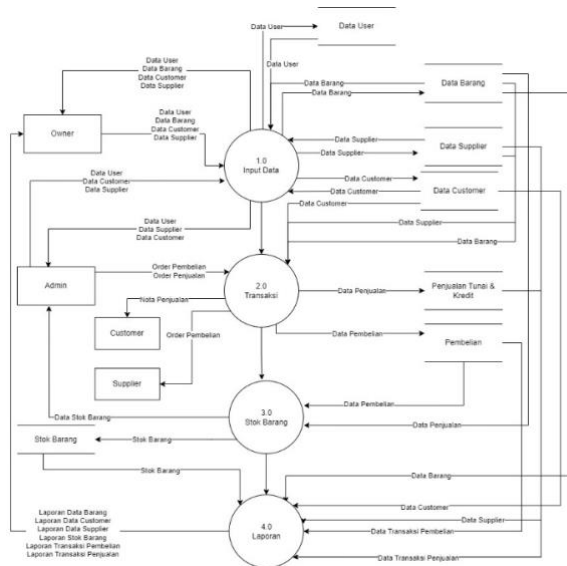 Data User
Data User
Data User
Data User
Data Barang
Data Customer
Data Supplier
Data Barang
Data Barang
Data Barang
Owner
Data User
Data Barang
Data Customer
Data Supplier
1.0
Input Data
Data Supplier
Data Supplier
Data Supplier
Data User
Data Customer
Data Supplier
Data Customer
Data Customer
Data Customer
Data Customer
Data User
Data Supplier
Data Customer
Data Supplier
Data Barang
Admin
Order Pembelian
Order Penjualan
2.0
Transaksi
Data Penjualan
Penjualan Tunai &
Kredit
Nota Penjualan
Customer
Order Pembelian
Data Pembelian
Pembelian
Supplier
3.0
Stok Barang
Data Pembelian
Data Stok Barang
Data Penjualan
Stok Barang
Stok Barang
Stok Barang
Data Barang
Laporan Data Barang
Laporan Data Customer
Laporan Data Supplier
Laporan Stok Barang
Laporan Transaksi Pembelian
Laporan Transaksi Penjualan
4.0
Laporan
Data Customer
Data Supplier
Data Transaksi Pembelian
Data Transaksi Penjualan